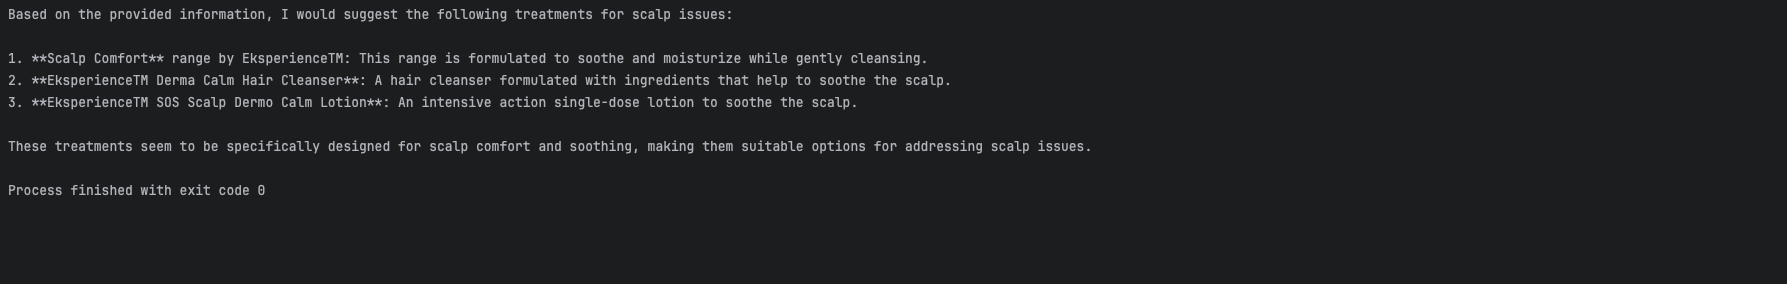 Based on the provided information, I would suggest the following treatments for scalp issues:
1. **Scalp Comfort** range by EksperienceTM: This range is formulated to soothe and moisturize while gently cleansing.
2. **EksperienceTM Derma Calm Hair Cleanser**: A hair cleanser formulated with ingredients that help to soothe the scalp.
3. **EksperienceTM SOS Scalp Dermo Calm Lotion**: An intensive action single-dose lotion to soothe the scalp.
These treatments seem to be specifically designed for scalp comfort and soothing, making them suitable options for addressing scalp issues.
Process finished with exit code 0